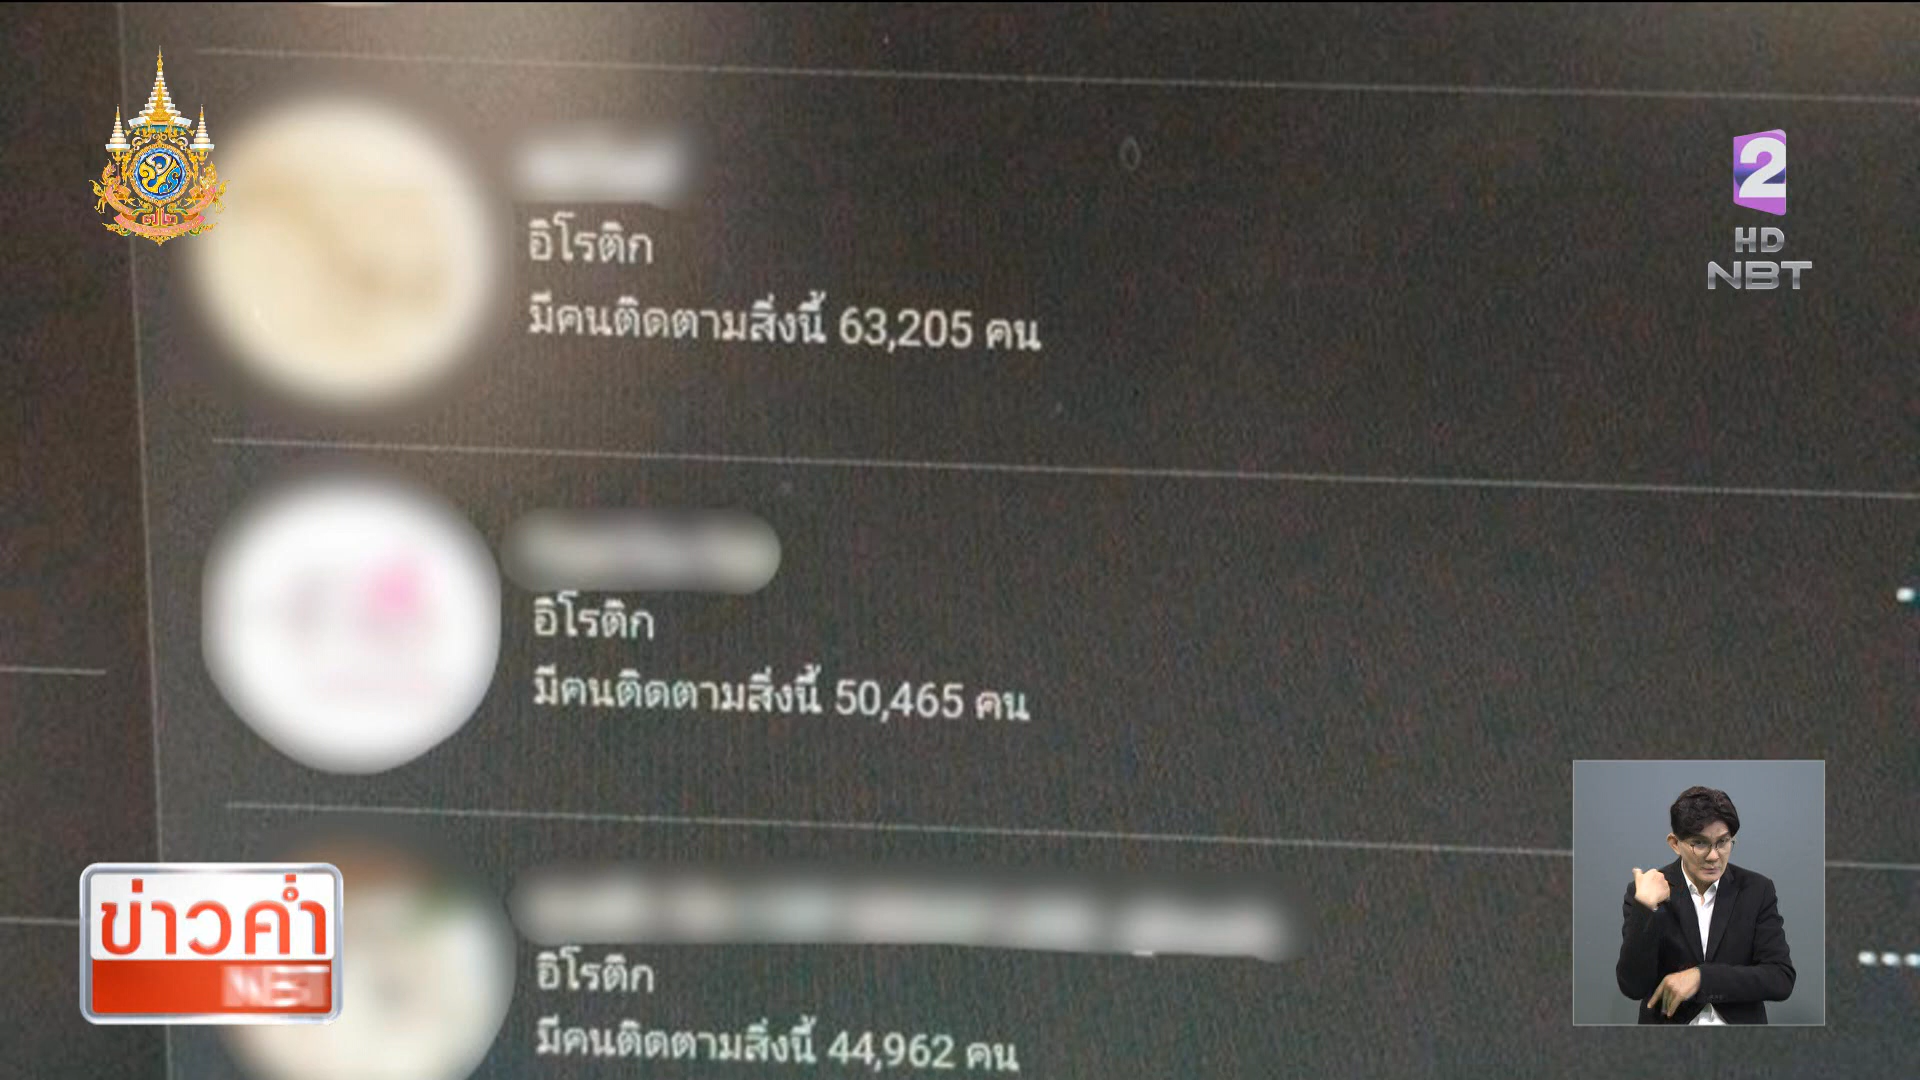 อิโรติก
มีคนติดตามสิ่งนี้ 63,205 คน
อิโรติก
มีคนติดตามสิ่งนี้ 50,465 คน
อิโรติก
มีคนติดตามสิ่งนี้ 44,962 คน
2
HD
NBT
ข่าวค่ำ
NBT
๗๒